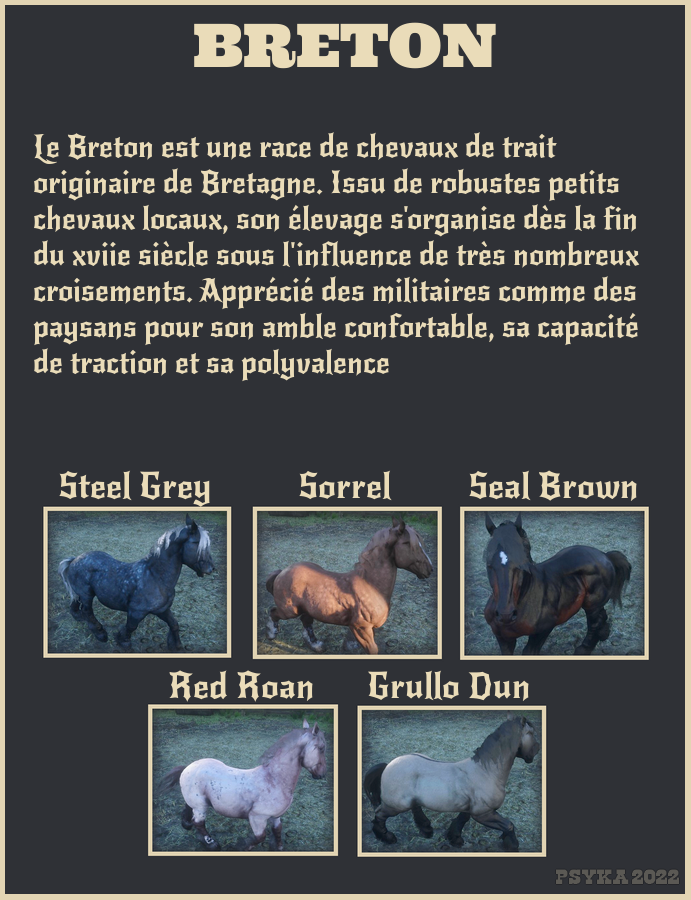 BRETON
Le Breton est une race de chevaux de trait
originaire de Bretagne. Issu de robustes petits
chevaux locaux, son élevage s'organise dès la fin
du xviie siècle sous l'influence de très nombreux
croisements. Apprécié des militaires comme des
paysans pour son amble confortable, sa capacité
de traction et sa polyvalence
Steel Grey Sorrel Seal Brown
Red Roan Grullo Dun
PSYKA 2022